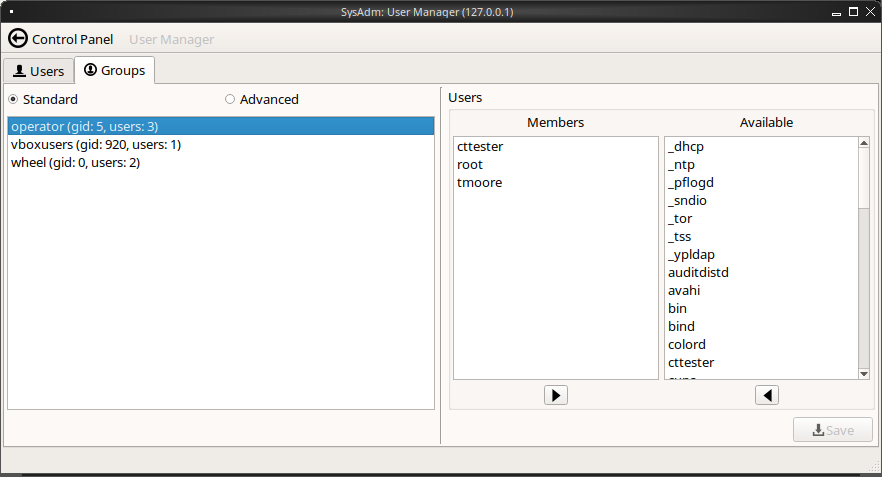 SysAdm: User Manager (127.0.0.1)
Control Panel User Manager
Users Groups
Standard Advanced
operator (gid: 5, users: 3)
vboxusers (gid: 920, users: 1)
wheel (gid: 0, users: 2)
Users
Members
cttester
root
tmoore
Available
_dhcp
_ntp
_pflogd
_sndio
_tor
_tss
_ypldap
auditdistd
avahi
bin
bind
colord
cttester
Save